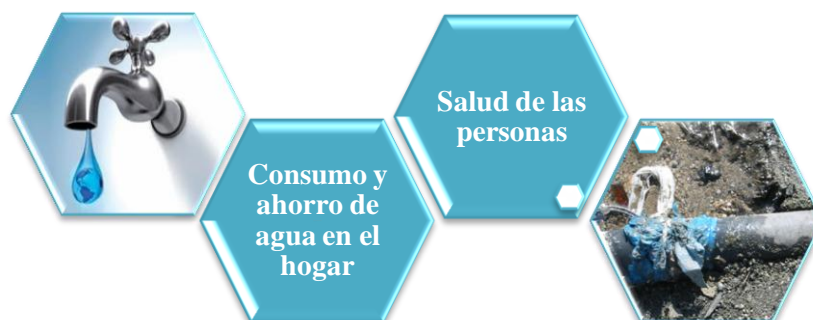 Consumo y
ahorro de
agua en el
hogar
Salud de las
personas